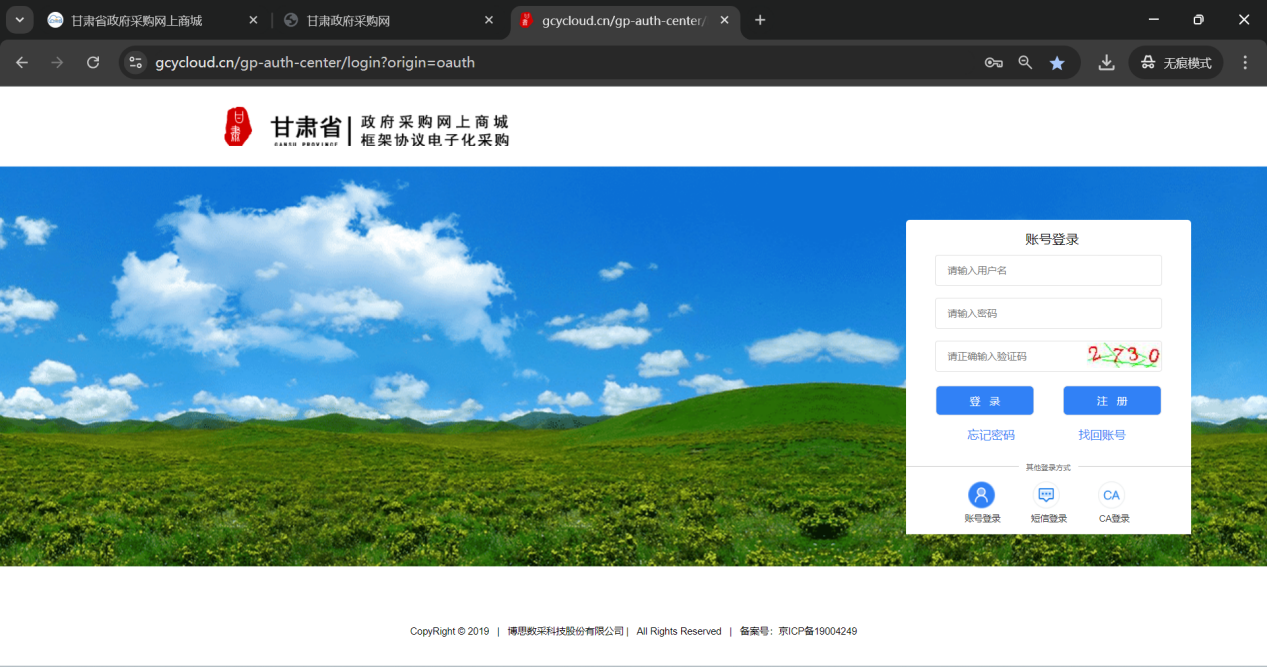 甘肃省政府采购网上商城
甘肃政府采购网
gcycloud.cn/gp-auth-center/
gcycloud.cn/gp-auth-center/login?origin=oauth
无痕模式
甘肃
甘肃省
GANSU PROVINCE
政府采购网上商城
框架协议电子化采购
账号登录
请输入用户名
请输入密码
请正确输入验证码 2730
登 录 注 册
忘记密码 找回账号
其他登录方式
CA
账号登录 短信登录 CA登录
CopyRight © 2019 | 博思数采科技股份有限公司 | All Rights Reserved | 备案号：京ICP备19004249